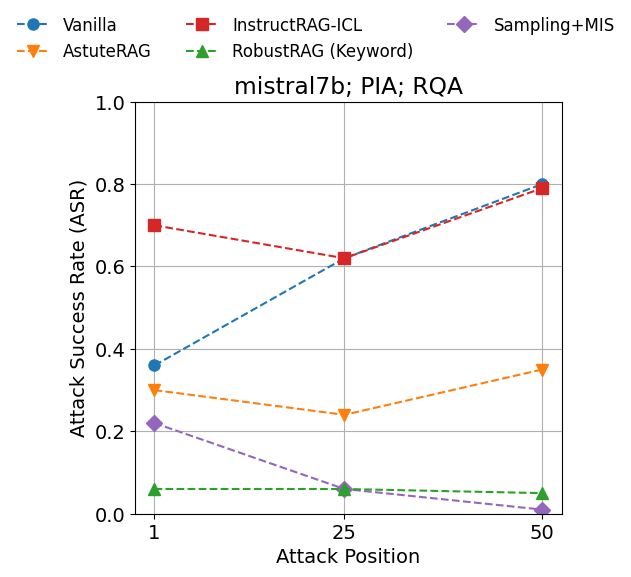 Vanilla
InstructRAG-ICL
Sampling+MIS
AstuteRAG
RobustRAG (Keyword)
mistral7b; PIA; RQA
1.0
0.8
0.6
0.4
0.2
0.0
Attack Success Rate (ASR)
1
25
50
Attack Position